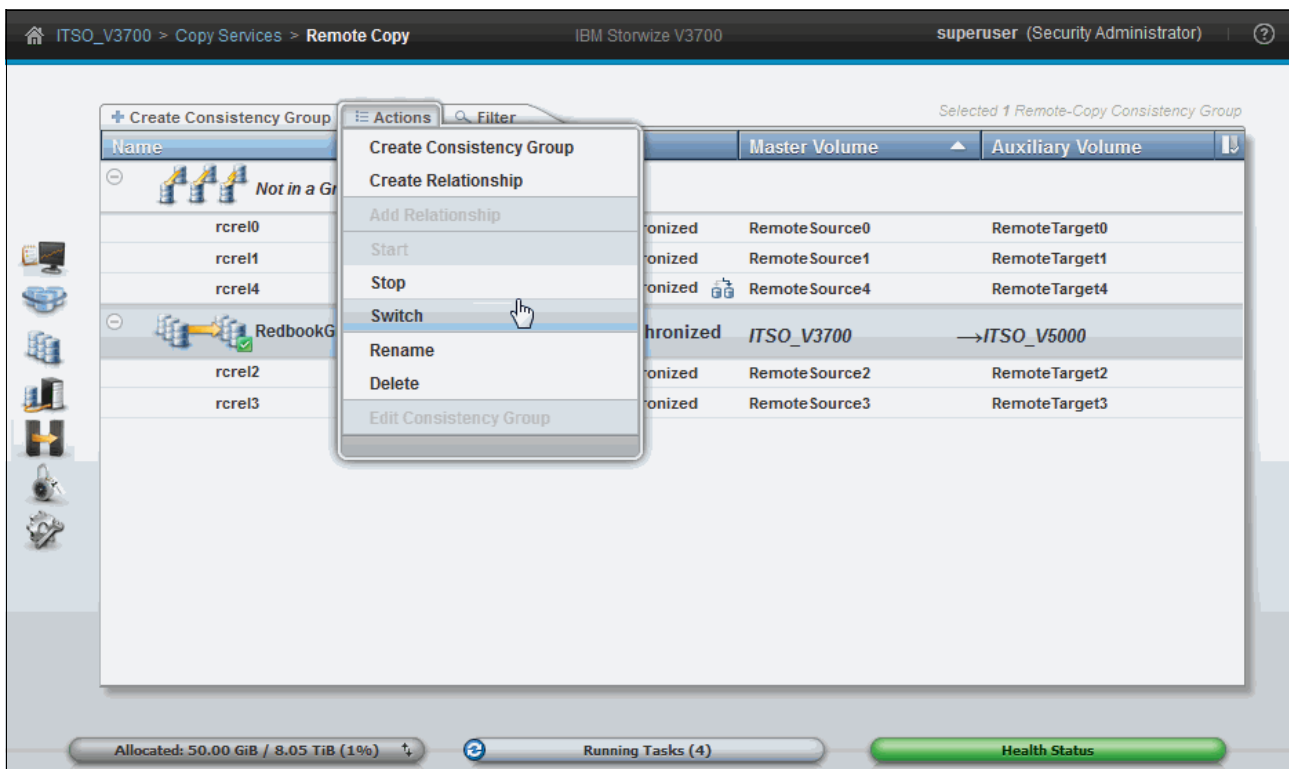 ITSO_V3700 > Copy Services > Remote Copy IBM Storwize V3700 superuser (Security Administrator) ?
Create Consistency Group Actions Filter Selected 1 Remote-Copy Consistency Group
Name Master Volume Auxiliary Volume
Create Consistency Group
Create Relationship
Add Relationship
Start
Stop
Switch
Rename
Delete
Edit Consistency Group
Not in a Gr
rcrel0 ronized RemoteSource0 RemoteTarget0
rcrel1 ronized RemoteSource1 RemoteTarget1
rcrel4 ronized RemoteSource4 RemoteTarget4
RedbookG hronized ITSO_V3700 →ITSO_V5000
rcrel2 ronized RemoteSource2 RemoteTarget2
rcrel3 ronized RemoteSource3 RemoteTarget3
Allocated: 50.00 GiB / 8.05 TiB (1%) Running Tasks (4) Health Status